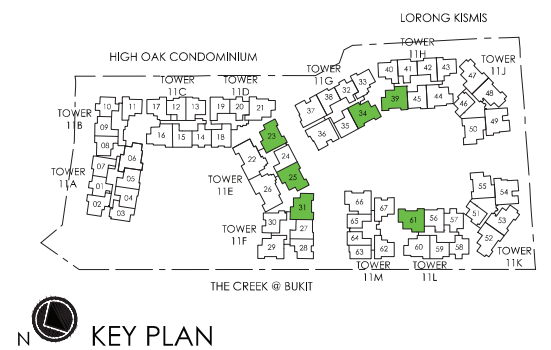 LORONG KISMIS
HIGH OAK CONDOMINIUM
TOWER 11H
TOWER 11G
TOWER 11J
TOWER 11C
TOWER 11D
TOWER 11B
TOWER 11A
TOWER 11E
TOWER 11F
TOWER 11M
TOWER 11L
TOWER 11K
40 41 42 43
47
48
46
49
50
39 45 44
33
32
38
37
34
35
36
10 11
09
08
07 06
01 05
02 04
03
17 12 13
16 15 14 18
19 20 21
23
22 24
25
26
31
30 27
29 28
66 67
65
64
63 62
61 56 57
60 59 58
55 54
51 53
52
THE CREEK @ BUKIT
N
KEY PLAN